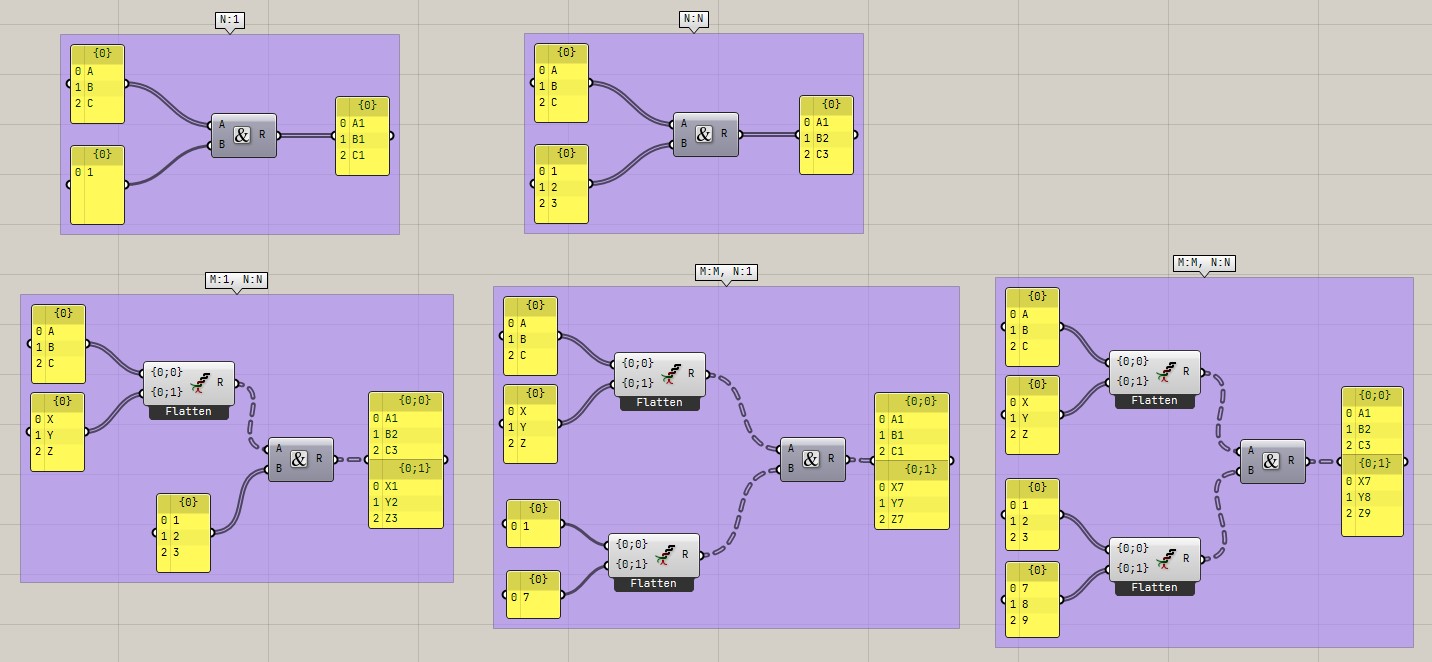 N:1
{0}
0 A
1 B
2 C
{0}
0 1
A
B
&
R
{0}
0 A1
1 B1
2 C1
N:N
{0}
0 A
1 B
2 C
{0}
0 1
1 2
2 3
A
B
&
R
{0}
0 A1
1 B2
2 C3
M:1, N:N
{0}
0 A
1 B
2 C
{0}
0 X
1 Y
2 Z
{0;0}
{0;1}
R
Flatten
{0}
0 1
1 2
2 3
A
B
&
R
{0;0}
0 A1
1 B2
2 C3
{0;1}
0 X1
1 Y2
2 Z3
M:M, N:1
{0}
0 A
1 B
2 C
{0}
0 X
1 Y
2 Z
{0;0}
{0;1}
R
Flatten
{0}
0 1
{0}
0 7
{0;0}
{0;1}
R
Flatten
A
B
&
R
{0;0}
0 A1
1 B1
2 C1
{0;1}
0 X7
1 Y7
2 Z7
M:M, N:N
{0}
0 A
1 B
2 C
{0}
0 X
1 Y
2 Z
{0;0}
{0;1}
R
Flatten
{0}
0 1
1 2
2 3
{0}
0 7
1 8
2 9
{0;0}
{0;1}
R
Flatten
A
B
&
R
{0;0}
0 A1
1 B2
2 C3
{0;1}
0 X7
1 Y8
2 Z9